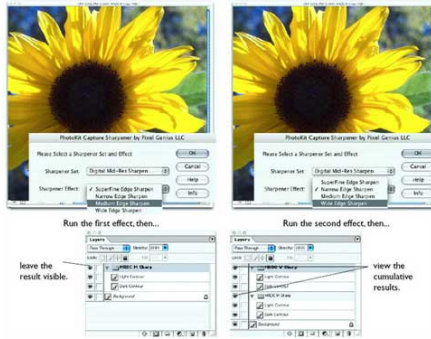 PhotoKit Capture Sharpener by Pixel Genius LLC
Please Select a Sharpener Set and Effect
OK
Sharpener Set: Digital Mid-Res Sharpen
Cancel
Help
Sharpener Effect:
Superfine Edge Sharpen
Narrow Edge Sharpen
Medium Edge Sharpen
Wide Edge Sharpen
Info
PhotoKit Capture Sharpener by Pixel Genius LLC
Please Select a Sharpener Set and Effect
OK
Sharpener Set: Digital Mid-Res Sharpen
Cancel
Help
Sharpener Effect:
Superfine Edge Sharpen
Narrow Edge Sharpen
Medium Edge Sharpen
Wide Edge Sharpen
Info
Run the first effect, then...
Run the second effect, then...
leave the
result visible.
Layers
Pass Through
Opacity:
Lock:
Light Contour
Dark Contour
Background
Layers
Pass Through
Opacity:
Lock:
Light Contour
Dark Contour
Light Contour
Dark Contour
Background
view the
cumulative
results.